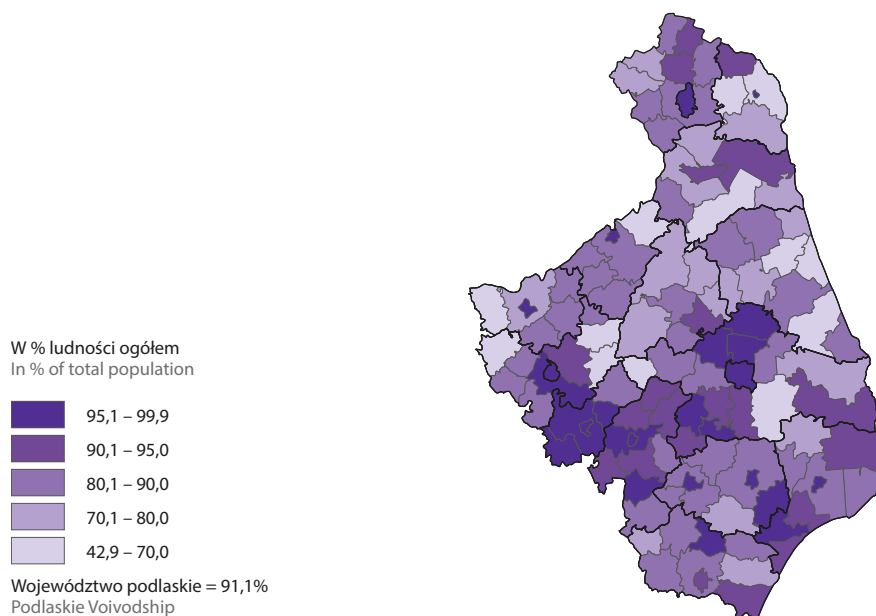 W % ludności ogółem
In % of total population
95,1 – 99,9
90,1 – 95,0
80,1 – 90,0
70,1 – 80,0
42,9 – 70,0
Województwo podlaskie = 91,1%
Podlaskie Voivodship